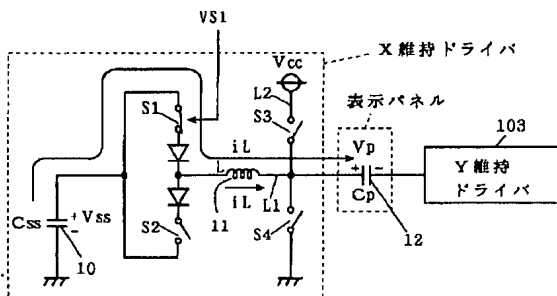 VS1
X維持ドライバ
Vcc
L2
S1
S3
表示パネル
103
iL
Vp
L
+ -
Y維持
ドライバ
Css
+
Vss
-
iL
L1
Cp
S2
11
S4
12
10